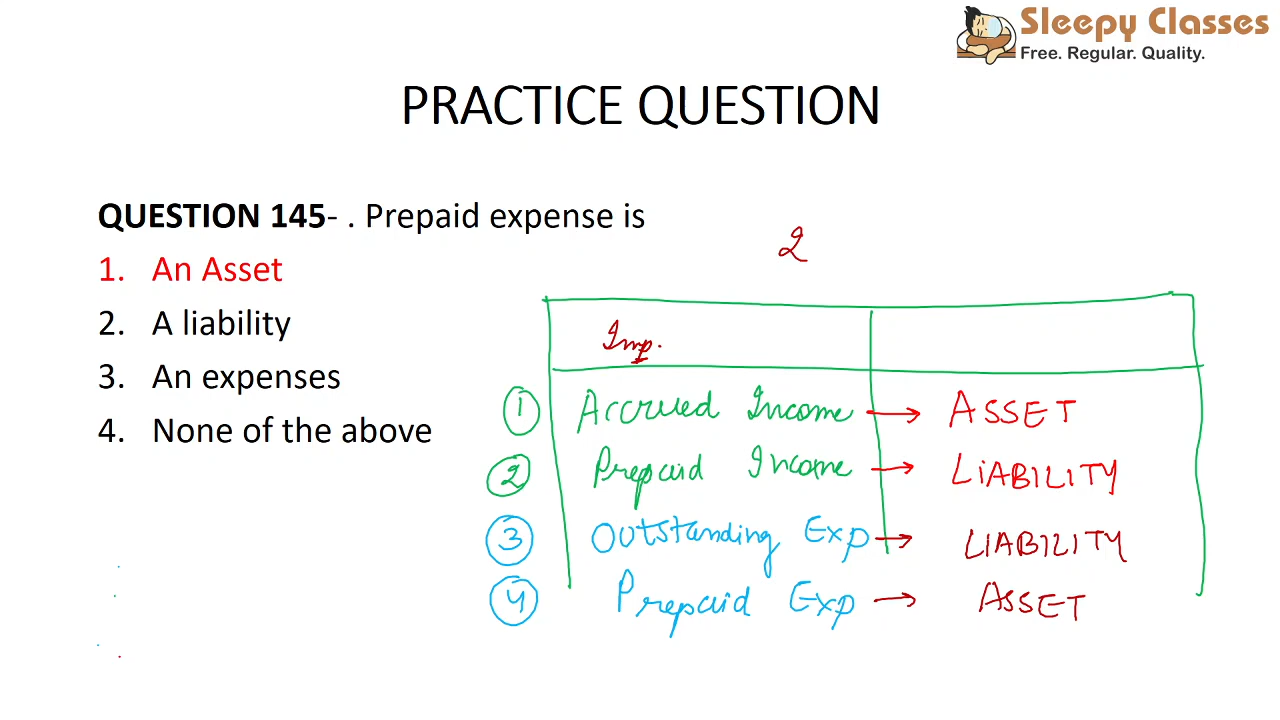 Sleepy Classes
Free. Regular. Quality.
PRACTICE QUESTION
QUESTION 145- . Prepaid expense is
1. An Asset
2. A liability
3. An expenses
4. None of the above
2
Imp.
1 Accrued Income → ASSET
2 Prepaid Income → LIABILITY
3 Outstanding Exp → LIABILITY
4 Prepaid Exp → ASSET